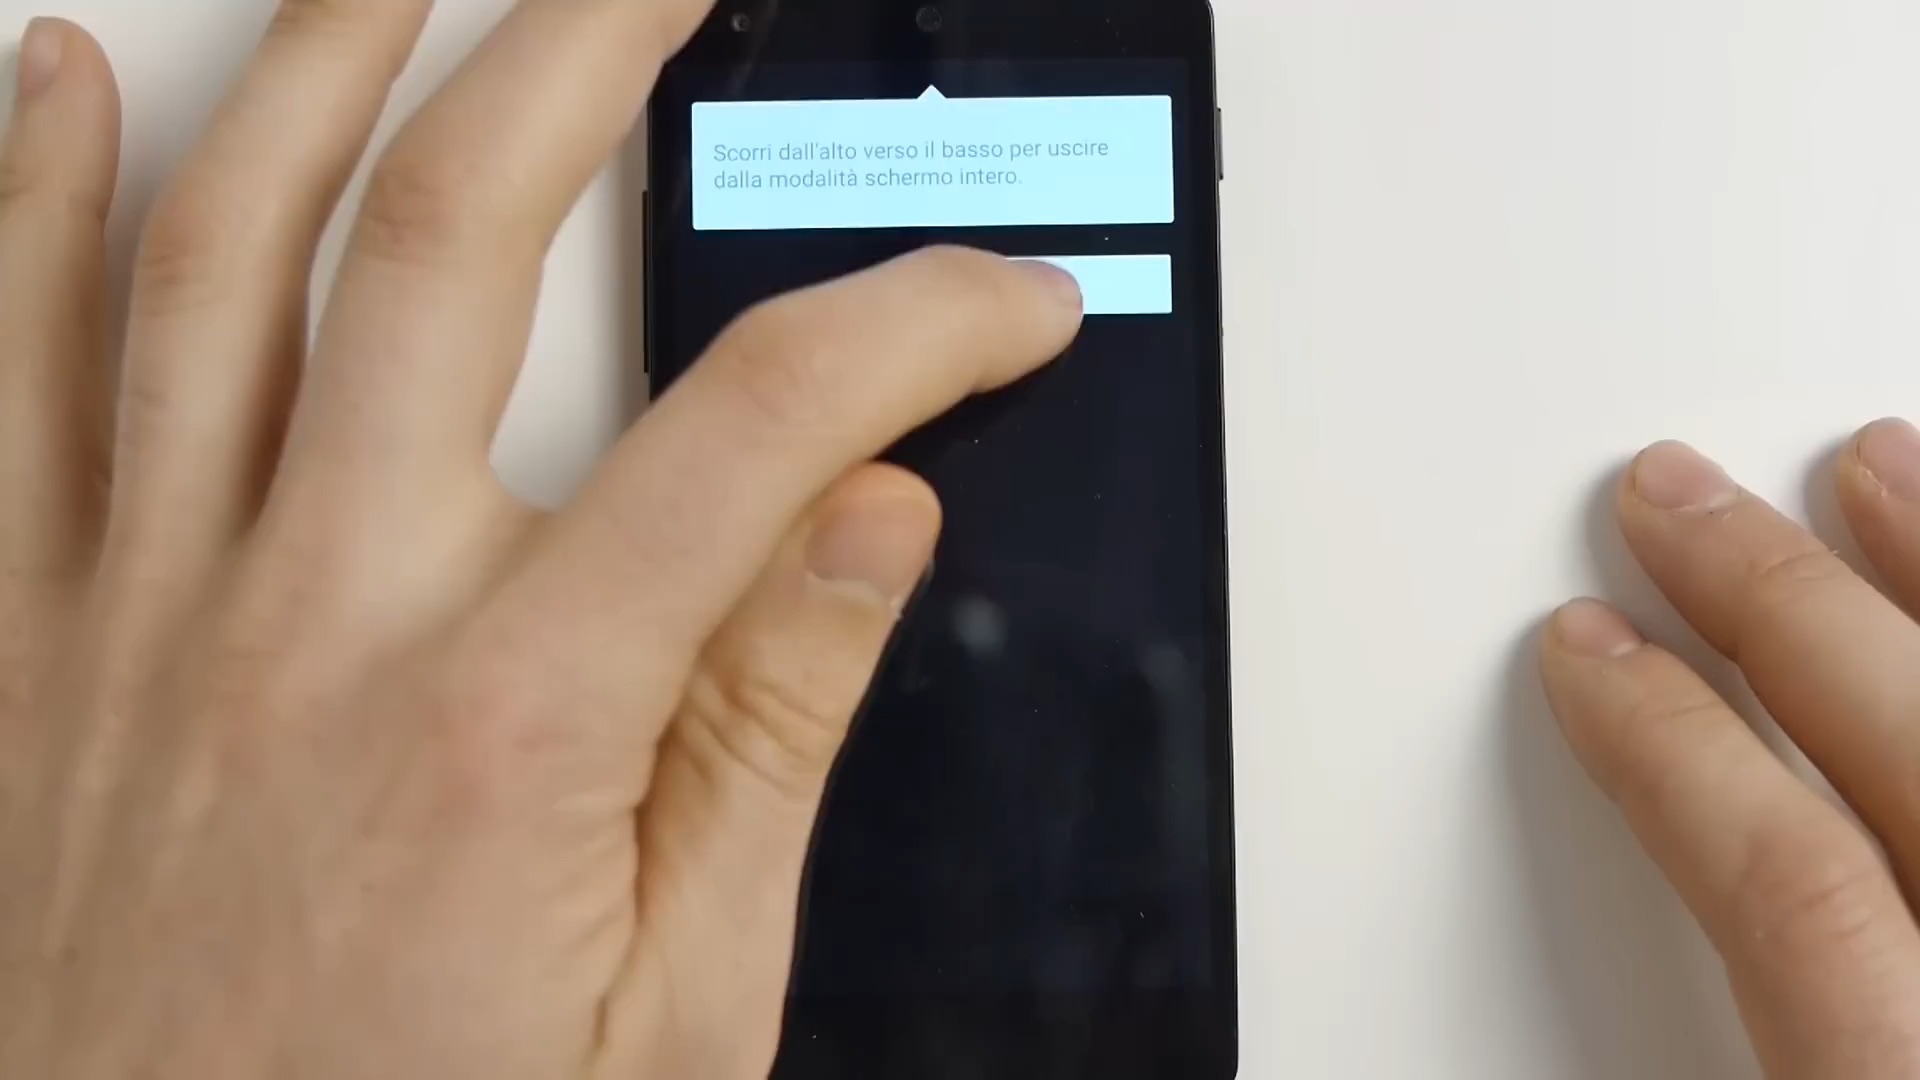 Scorri dall'alto verso il basso per uscire
dalla modalità schermo intero.